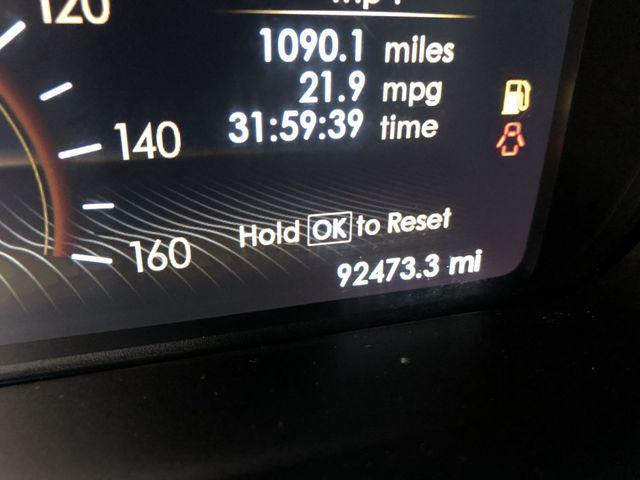 120
1090.1 miles
21.9 mpg
140
31:59:39 time
Hold OK to Reset
160
92473.3 mi